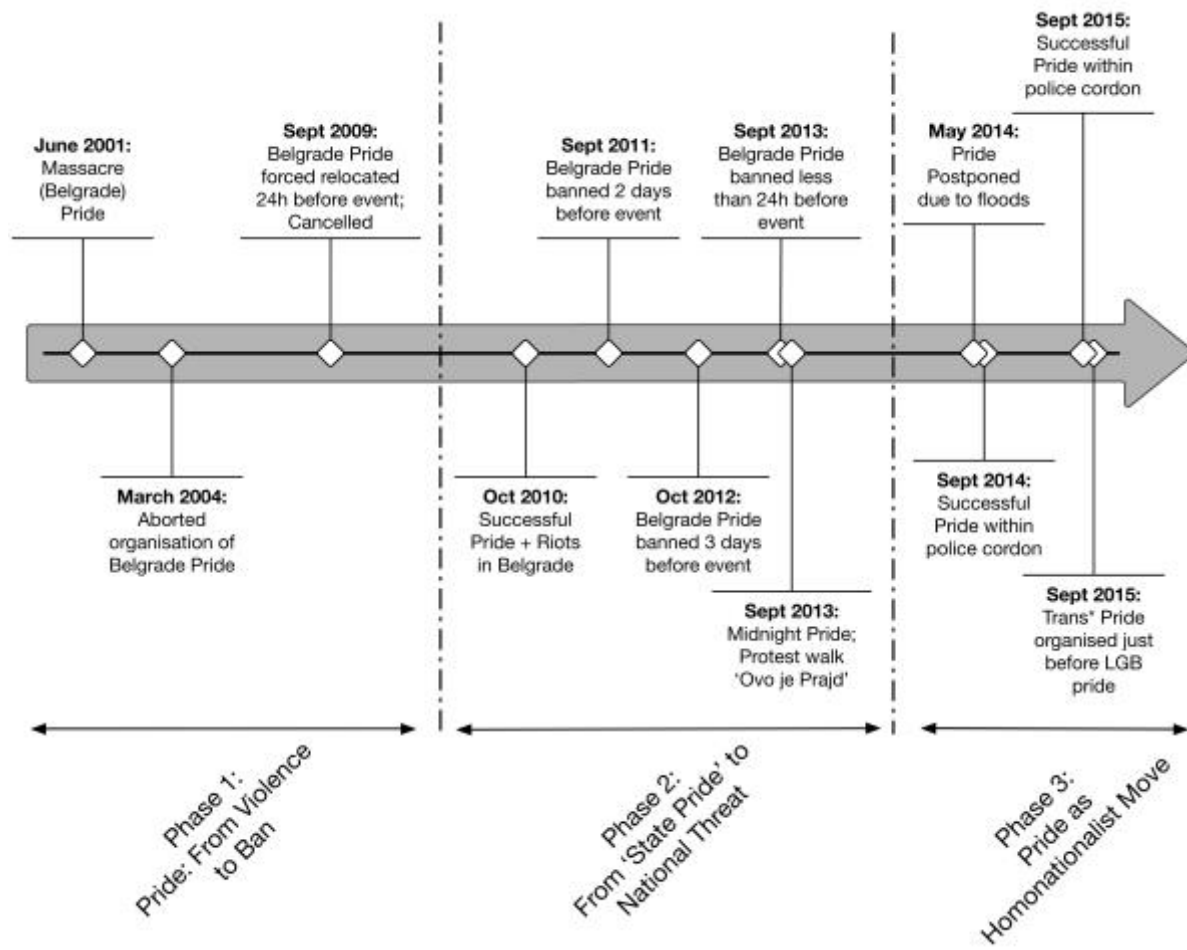 June 2001:
Massacre
(Belgrade)
Pride
Sept 2009:
Belgrade Pride
forced relocated
24h before event;
Cancelled
Sept 2011:
Belgrade Pride
banned 2 days
before event
Sept 2013:
Belgrade Pride
banned less
than 24h before
event
May 2014:
Pride
Postponed
due to floods
Sept 2015:
Successful
Pride within
police cordon
March 2004:
Aborted
organisation of
Belgrade Pride
Oct 2010:
Successful
Pride + Riots
in Belgrade
Oct 2012:
Belgrade Pride
banned 3 days
before event
Sept 2013:
Midnight Pride;
Protest walk
‘Ovo je Prajd’
Sept 2014:
Successful
Pride within
police cordon
Sept 2015:
Trans* Pride
organised just
before LGB
pride
Phase 1:
Pride: From Violence
to Ban
Phase 2:
From ‘State Pride’ to
National Threat
Phase 3:
Pride as
Homonationalist Move